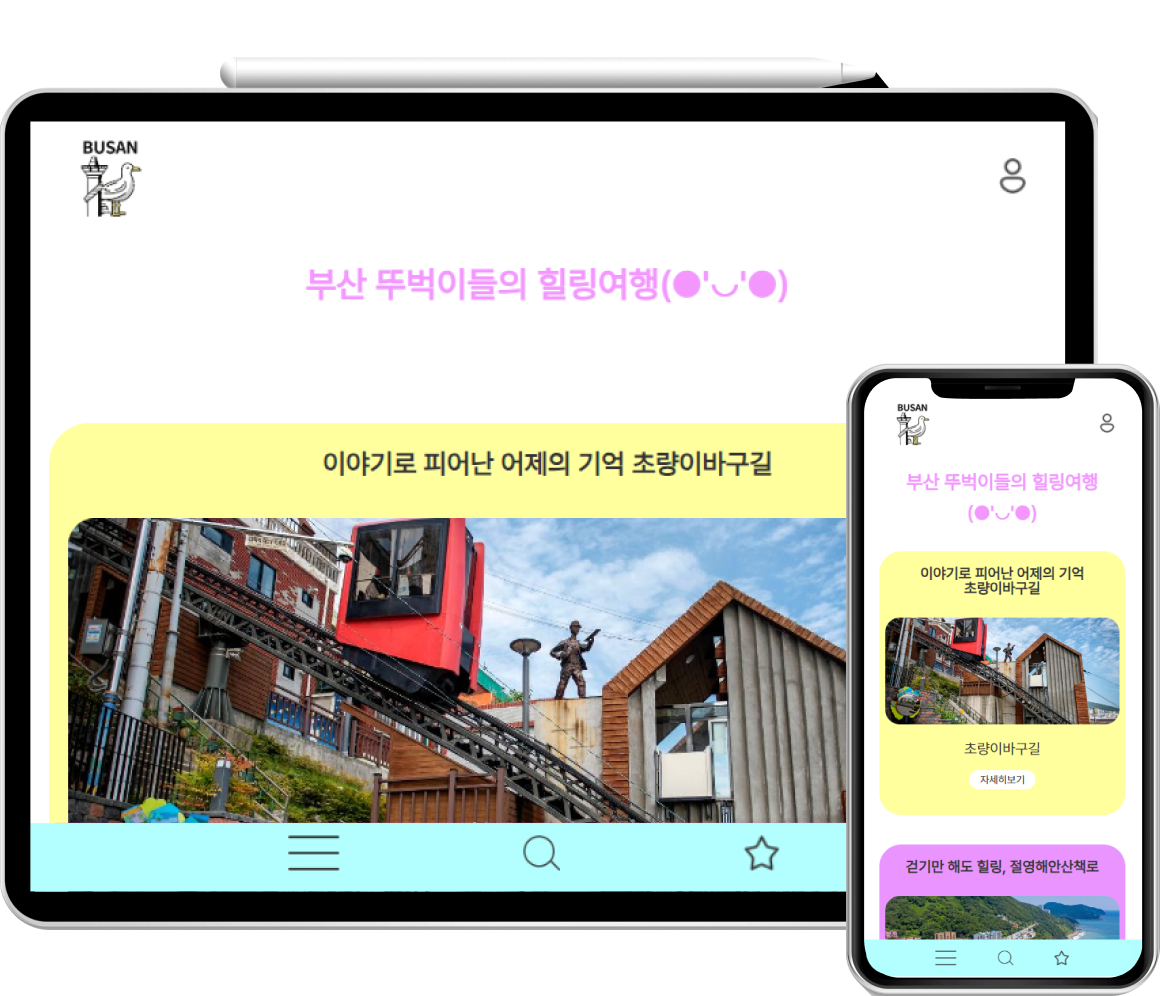 BUSAN
부산 뚜벅이들의 힐링여행(●'◡'●)
이야기로 피어난 어제의 기억 초량이바구길
BUSAN
부산 뚜벅이들의 힐링여행
(●'◡'●)
이야기로 피어난 어제의 기억
초량이바구길
초량이바구길
자세히보기
걷기만 해도 힐링, 절영해안산책로